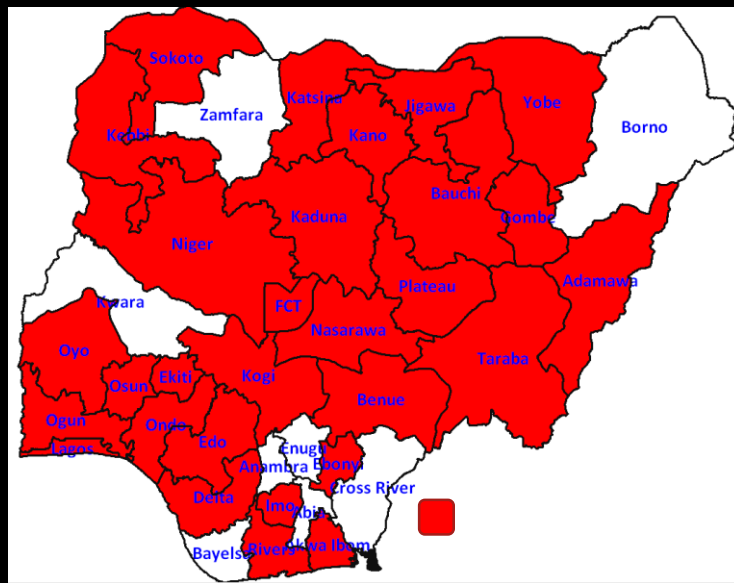 Sokoto
Zamfara
Katsina
Jigawa
Yobe
Borno
Kebbi
Kano
Bauchi
Gombe
Kaduna
Niger
Plateau
Adamawa
FCT
Kwara
Nasarawa
Taraba
Oyo
Osun
Ekiti
Kogi
Benue
Ogun
Ondo
Edo
Lagos
Enugu
Anambra
Ebonyi
Cross River
Delta
Imo
Abia
Bayelsa
Rivers
Akwa Ibom